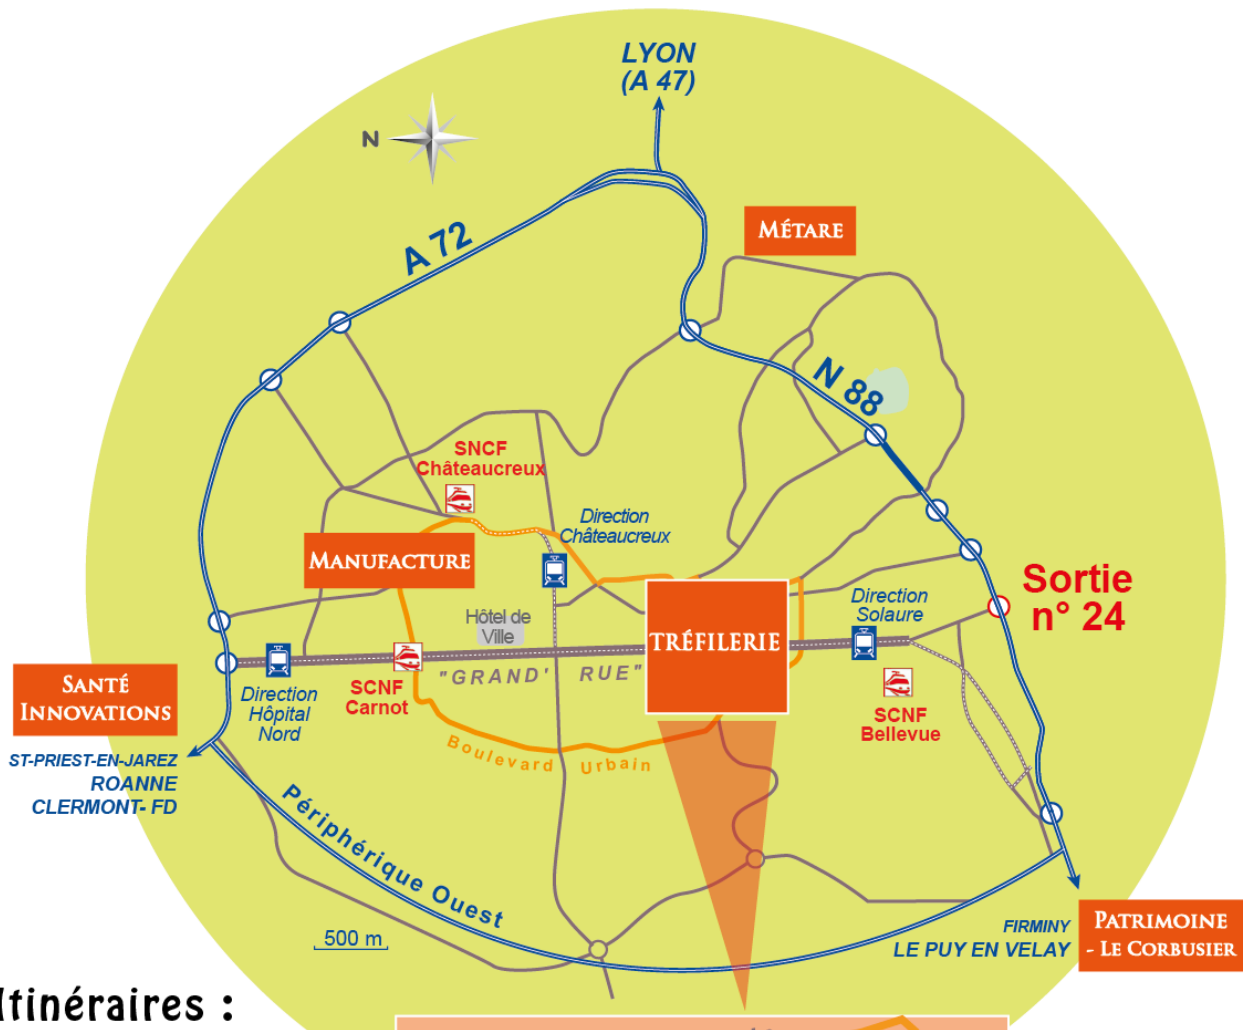 LYON
(A 47)
N
MÉTARE
A 72
N 88
SNCF
Châteaucreux
Direction
Châteaucreux
MANUFACTURE
Sortie
n° 24
Direction
Solaure
Hôtel de
Ville
TRÉFILERIE
"GRAND' RUE"
SANTÉ
INNOVATIONS
Direction
Hôpital
Nord
SCNF
Carnot
SCNF
Bellevue
Boulevard Urbain
ST-PRIEST-EN-JAREZ
ROANNE
CLERMONT- FD
Périphérique Ouest
500 m
FIRMINY
LE PUY EN VELAY
PATRIMOINE
- LE CORBUSIER
Itinéraires :